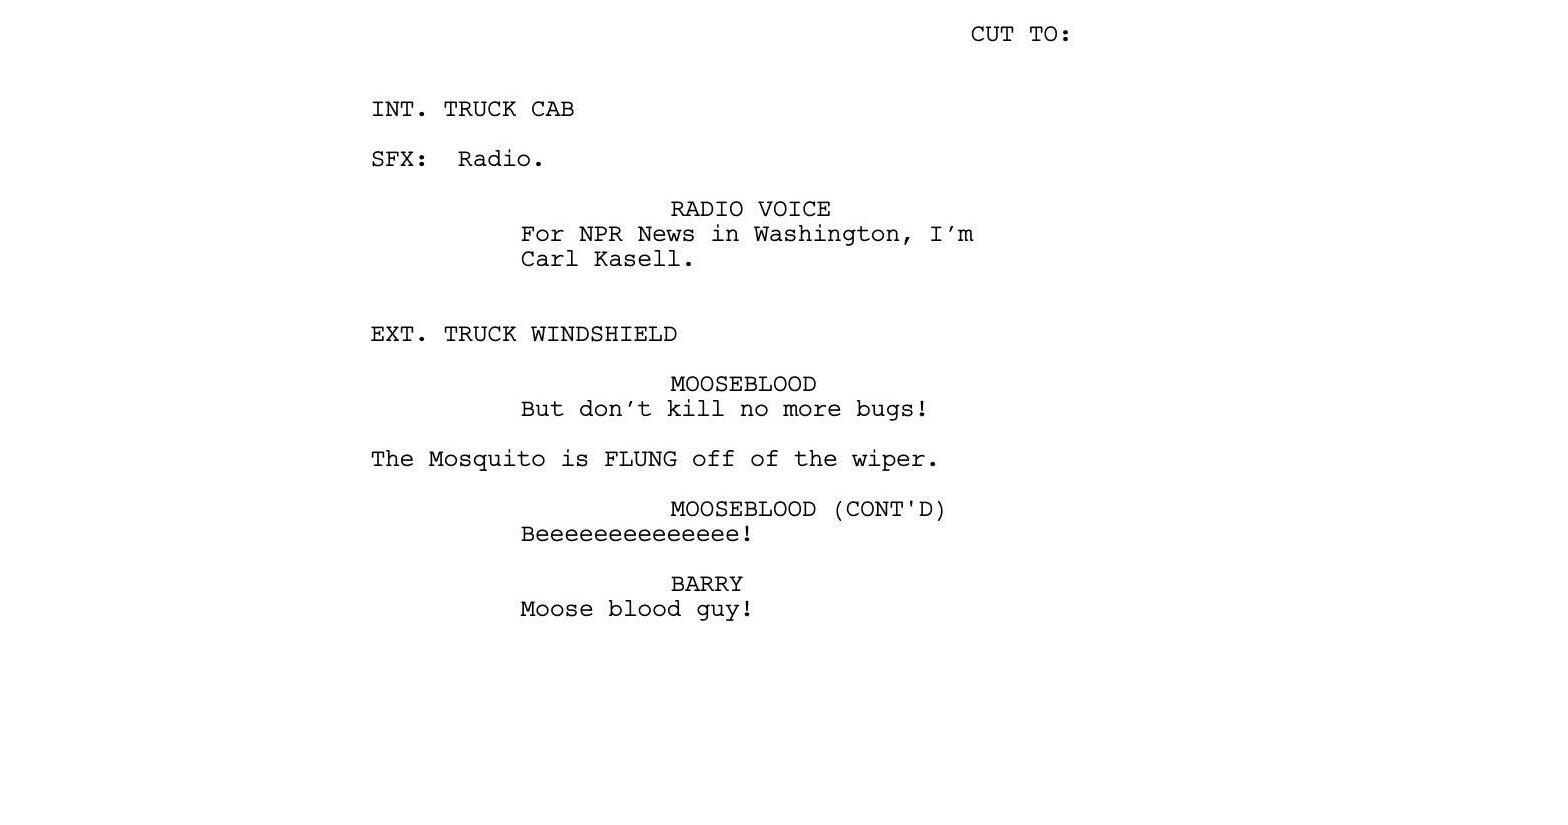 CUT TO:
INT. TRUCK CAB
SFX:  Radio.
RADIO VOICE
For NPR News in Washington, I’m
Carl Kasell.
EXT. TRUCK WINDSHIELD
MOOSEBLOOD
But don’t kill no more bugs!
The Mosquito is FLUNG off of the wiper.
MOOSEBLOOD (CONT'D)
Beeeeeeeeeeeeee!
BARRY
Moose blood guy!